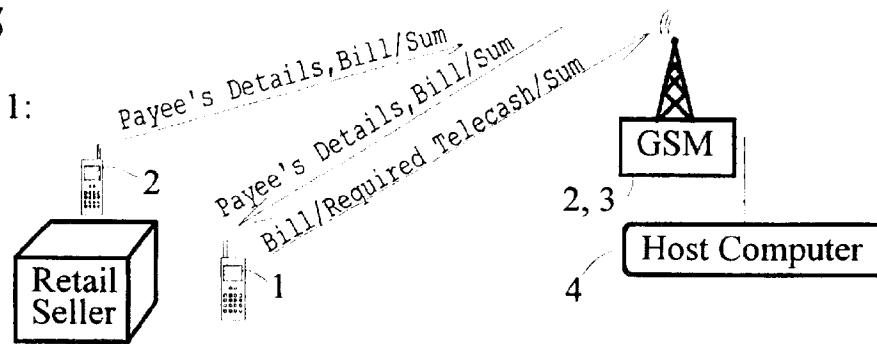 1:
Payee's Details,Bill/Sum
Payee's Details,Bill/Sum
Bill/Required Telecash/Sum
GSM
2
2, 3
Retail
Seller
1
4
Host Computer